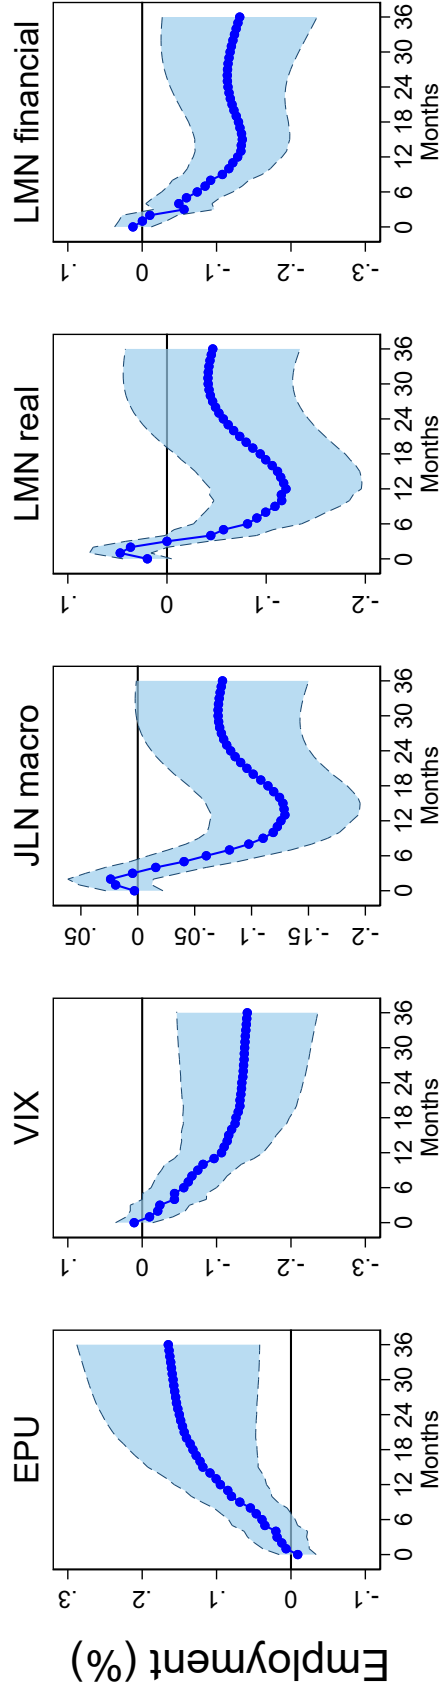 Employment (%)
EPU
.3
.2
.1
0
-.1
0 6 12 18 24 30 36
Months
VIX
.1
0
-.1
-.2
-.3
0 6 12 18 24 30 36
Months
JLN macro
.05
0
-.05
-.1
-.15
-.2
0 6 12 18 24 30 36
Months
LMN real
.1
0
-.1
-.2
0 6 12 18 24 30 36
Months
LMN financial
.1
0
-.1
-.2
-.3
0 6 12 18 24 30 36
Months